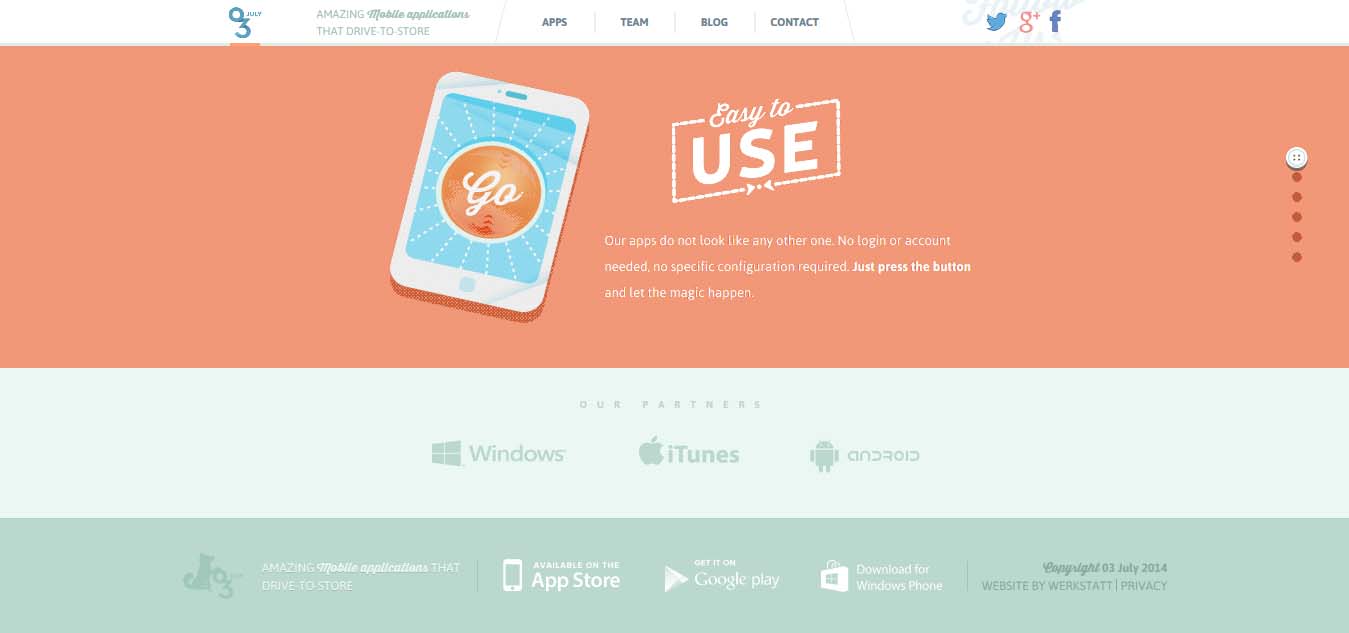 03 JULY
AMAZING Mobile applications
THAT DRIVE-TO-STORE
APPS
TEAM
BLOG
CONTACT
g+
f
Easy to
USE
Go
Our apps do not look like any other one. No login or account
needed, no specific configuration required. Just press the button
and let the magic happen.
OUR PARTNERS
Windows
iTunes
ANDROID
03
AMAZING Mobile applications THAT
DRIVE-TO-STORE
AVAILABLE ON THE
App Store
GET IT ON
Google play
Download for
Windows Phone
Copyright 03 July 2014
WEBSITE BY WERKSTATT | PRIVACY